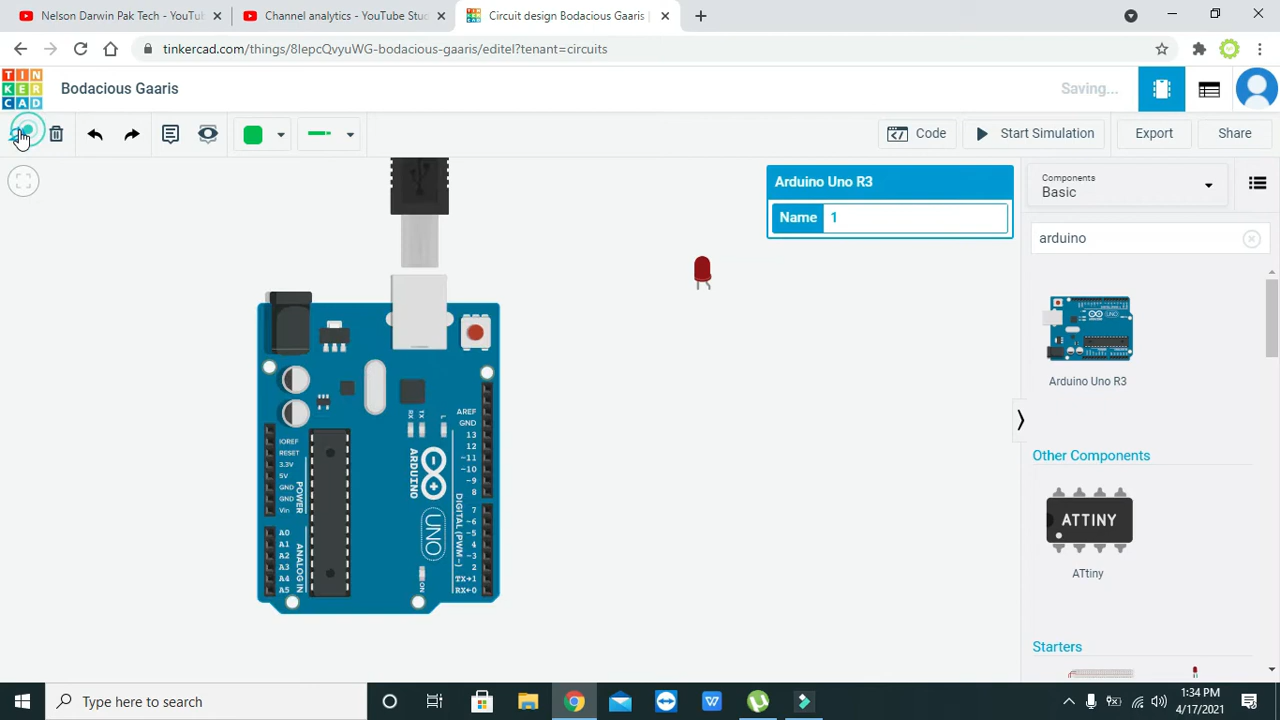 Nelson Darwin Pak Tech - YouTub
Channel analytics - YouTube Stud
Circuit design Bodacious Gaaris |
tinkercad.com/things/8lepcQvyuWG-bodacious-gaaris/editel?tenant=circuits
TIN
KER
CAD
Bodacious Gaaris
Saving...
Code
Start Simulation
Export
Share
Arduino Uno R3
Name 1
Components
Basic
arduino
Arduino Uno R3
Other Components
ATTINY
ATtiny
Starters
AREF
GND
13
12
~11
~10
~9
8
7
~6
~5
4
~3
2
TX→1
RX←0
DIGITAL (PWM~)
IOREF
RESET
3.3V
5V
GND
GND
Vin
POWER
A0
A1
A2
A3
A4
A5
ANALOG IN
RX
TX
L
ARDUINO
UNO
ON
Type here to search
1:34 PM
4/17/2021